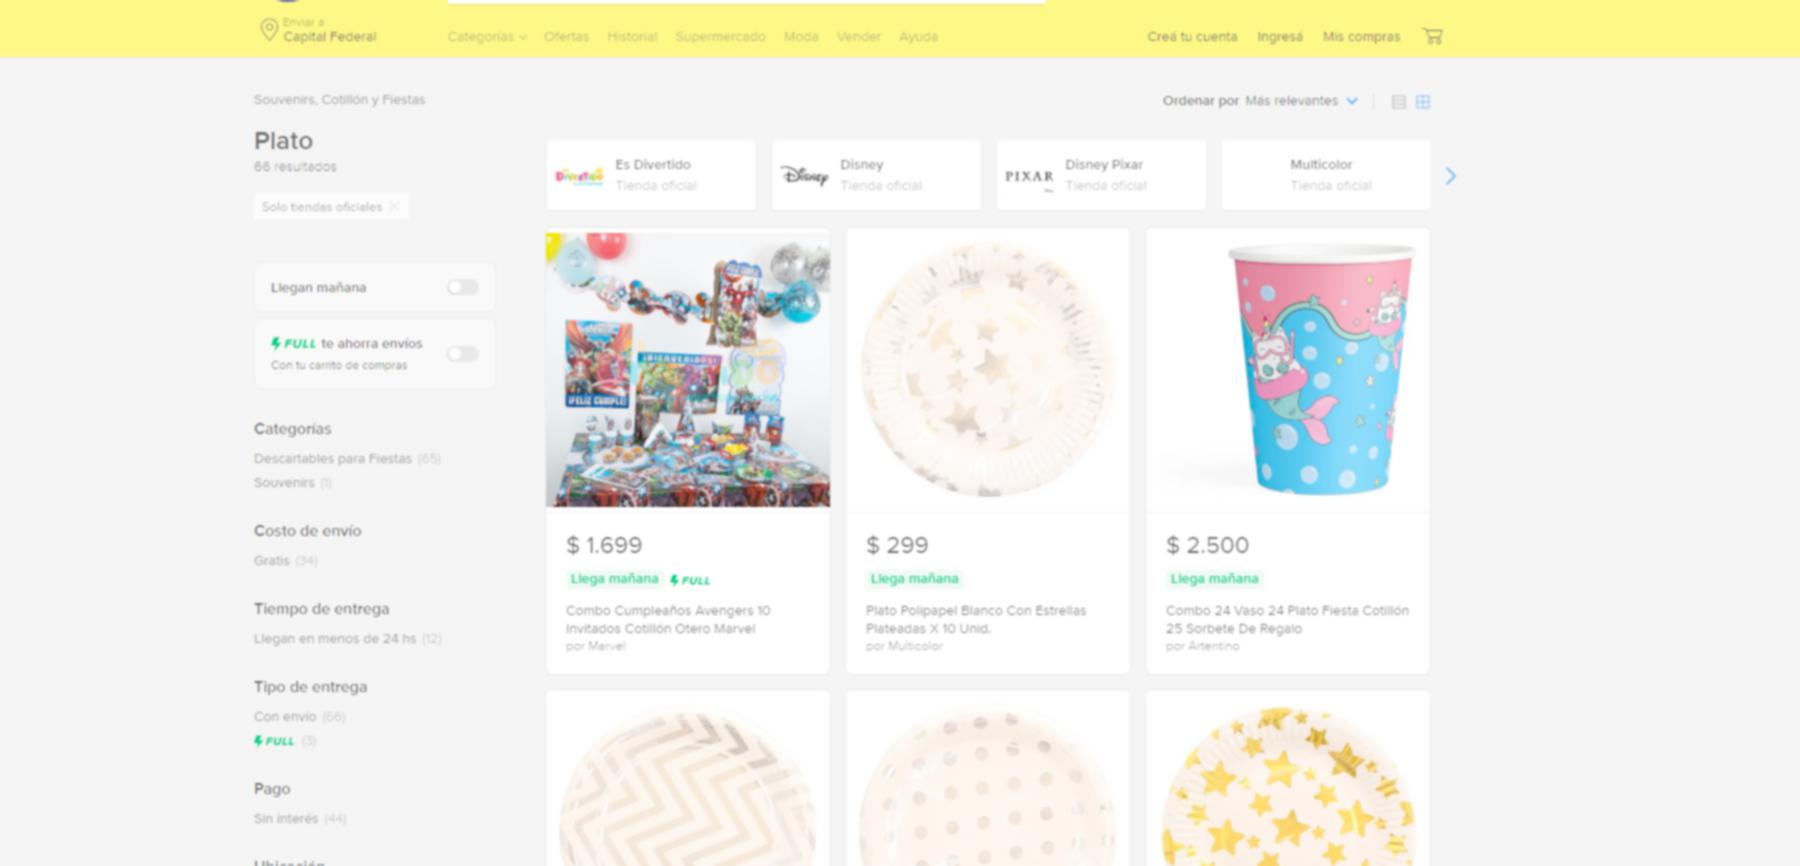 Enviar a
Capital Federal
Categorías
Ofertas
Historial
Supermercado
Moda
Vender
Ayuda
Creá tu cuenta
Ingresá
Mis compras
Souvenirs, Cotillón y Fiestas
Ordenar por Más relevantes
Plato
66 resultados
Solo tiendas oficiales
Divertido
Es Divertido
Tienda oficial
Disney
Disney
Tienda oficial
PIXAR
Disney Pixar
Tienda oficial
Multicolor
Tienda oficial
Llegan mañana
FULL te ahorra envíos
Con tu carrito de compras
Categorías
Descartables para Fiestas (65)
Souvenirs (1)
Costo de envío
Gratis (34)
Tiempo de entrega
Llegan en menos de 24 hs (12)
Tipo de entrega
Con envío (66)
FULL (3)
Pago
Sin interés (44)
Ubicación
¡BIENVENIDOS!
¡FELIZ CUMPLE!
$ 1.699
Llega mañana FULL
Combo Cumpleaños Avengers 10
Invitados Cotillón Otero Marvel
por Marvel
$ 299
Llega mañana
Plato Polipapel Blanco Con Estrellas
Plateadas X 10 Unid.
por Multicolor
$ 2.500
Llega mañana
Combo 24 Vaso 24 Plato Fiesta Cotillón
25 Sorbete De Regalo
por Artentino